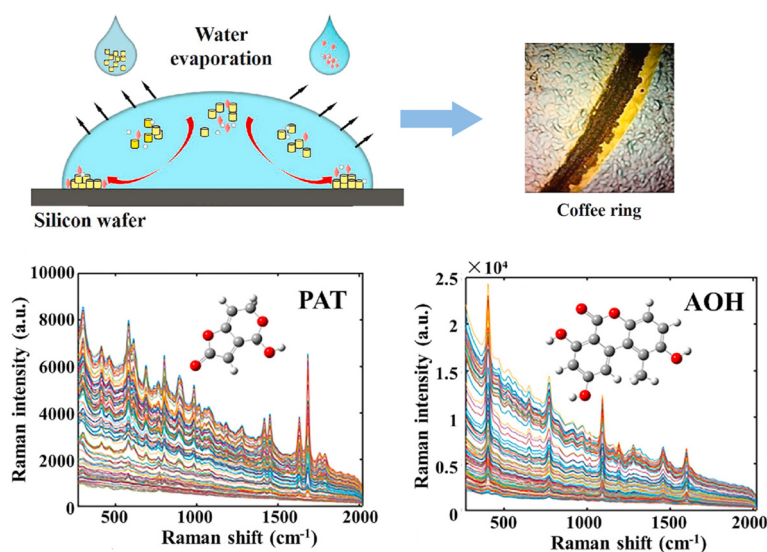 Water
evaporation
Silicon wafer
Coffee ring
10000
8000
6000
4000
2000
0
500
1000
1500
2000
Raman intensity (a.u.)
Raman shift (cm⁻¹)
PAT
×10⁴
2.5
2
1.5
1
0.5
0
500
1000
1500
2000
Raman intensity (a.u.)
Raman shift (cm⁻¹)
AOH